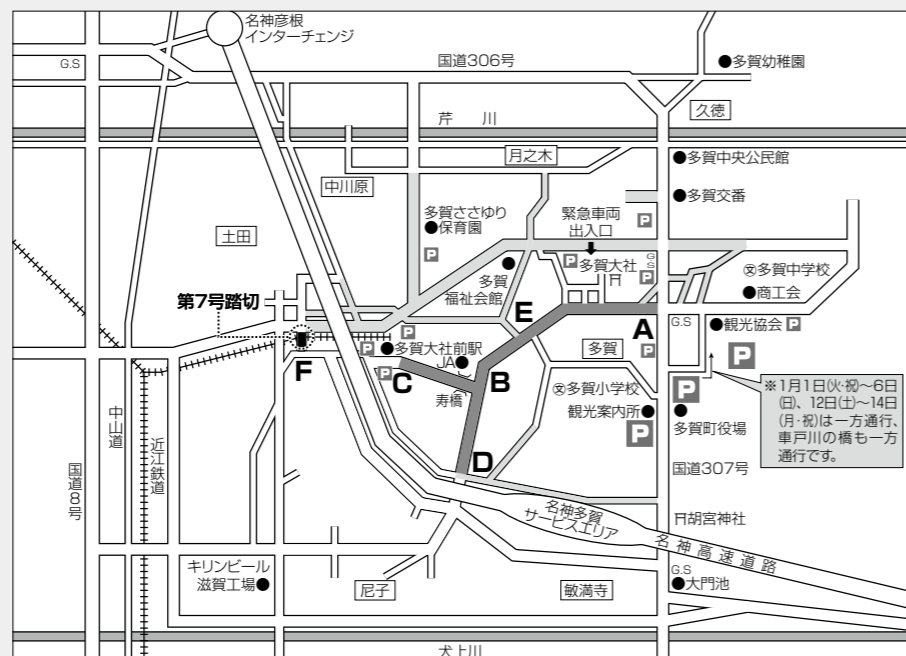 名神彦根
インターチェンジ
G.S
国道306号
●多賀幼稚園
久徳
芹　川
月之木
●多賀中央公民館
中川原
●多賀交番
多賀ささゆり
●保育園
緊急車両
出入口
P
土田
P
P
多賀大社
G.S
P
㊫多賀中学校
●商工会
多賀
福祉会館
第7号踏切
E
A
G.S
●観光協会 P
P
P
●多賀大社前駅
JA●
多賀
P
P
F
C
P
B
寿橋
㊫多賀小学校
観光案内所●
P
P
多賀町役場
※1月1日(火・祝)〜6日
(日)、12日(土)〜14日
(月・祝)は一方通行、
車戸川の橋も一方
通行です。
D
国道307号
中山道
近江鉄道
国道8号
名神多賀
サービスエリア
胡宮神社
名神高速道路
キリンビール
滋賀工場●
尼子
敏満寺
G.S
●大門池
犬上川